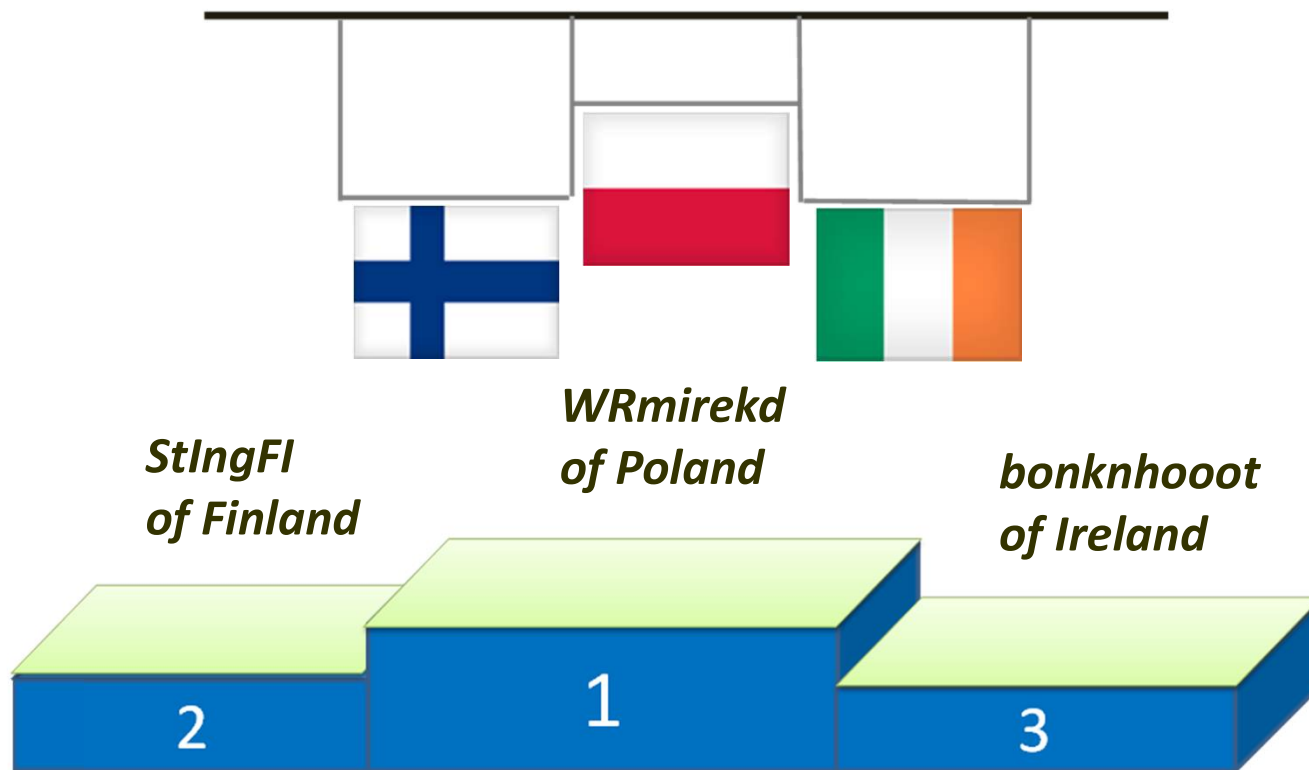 WRmirekd
of Poland
StIngFI
of Finland
bonknhooot
of Ireland
2
1
3